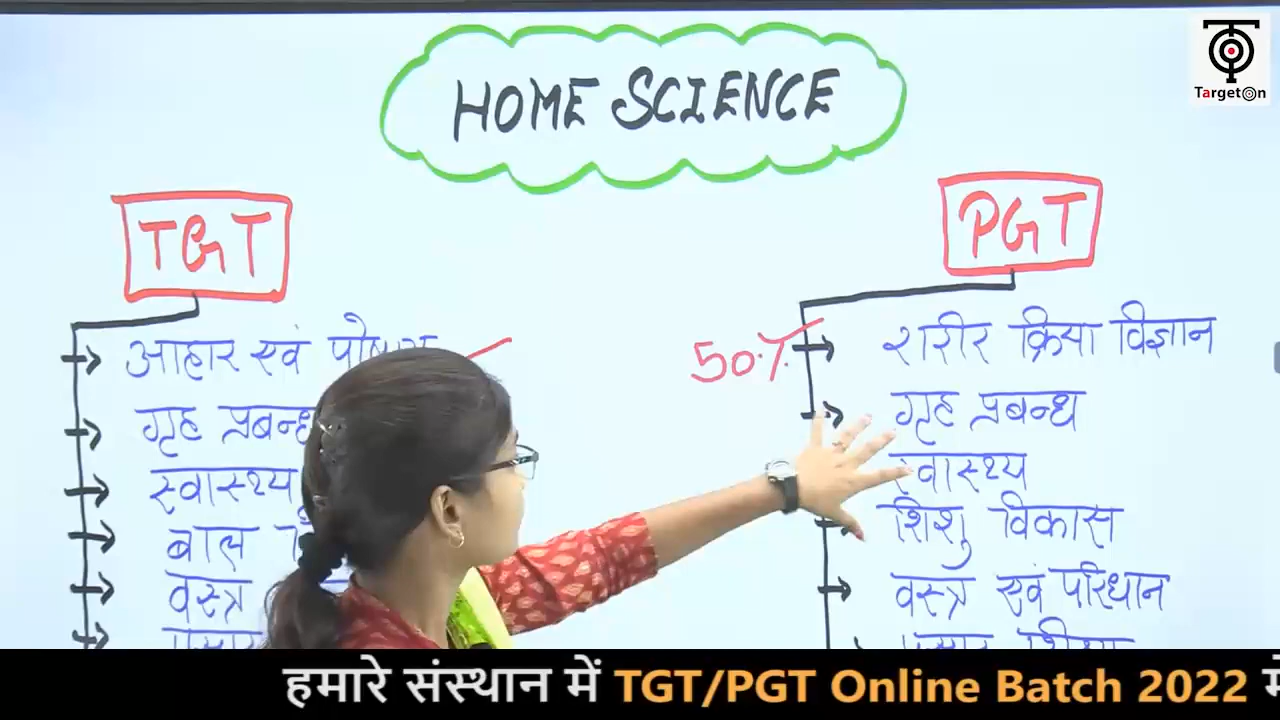 HOME SCIENCE
TargetOn
TGT
आहार एवं
गृह प्रबन्ध
स्वास्थ्य
बाल
वस्त्र
PGT
50%
शरीर क्रिया विज्ञान
गृह प्रबन्ध
स्वास्थ्य
शिशु विकास
वस्त्र एवं परिधान
हमारे संस्थान में TGT/PGT Online Batch 2022 में